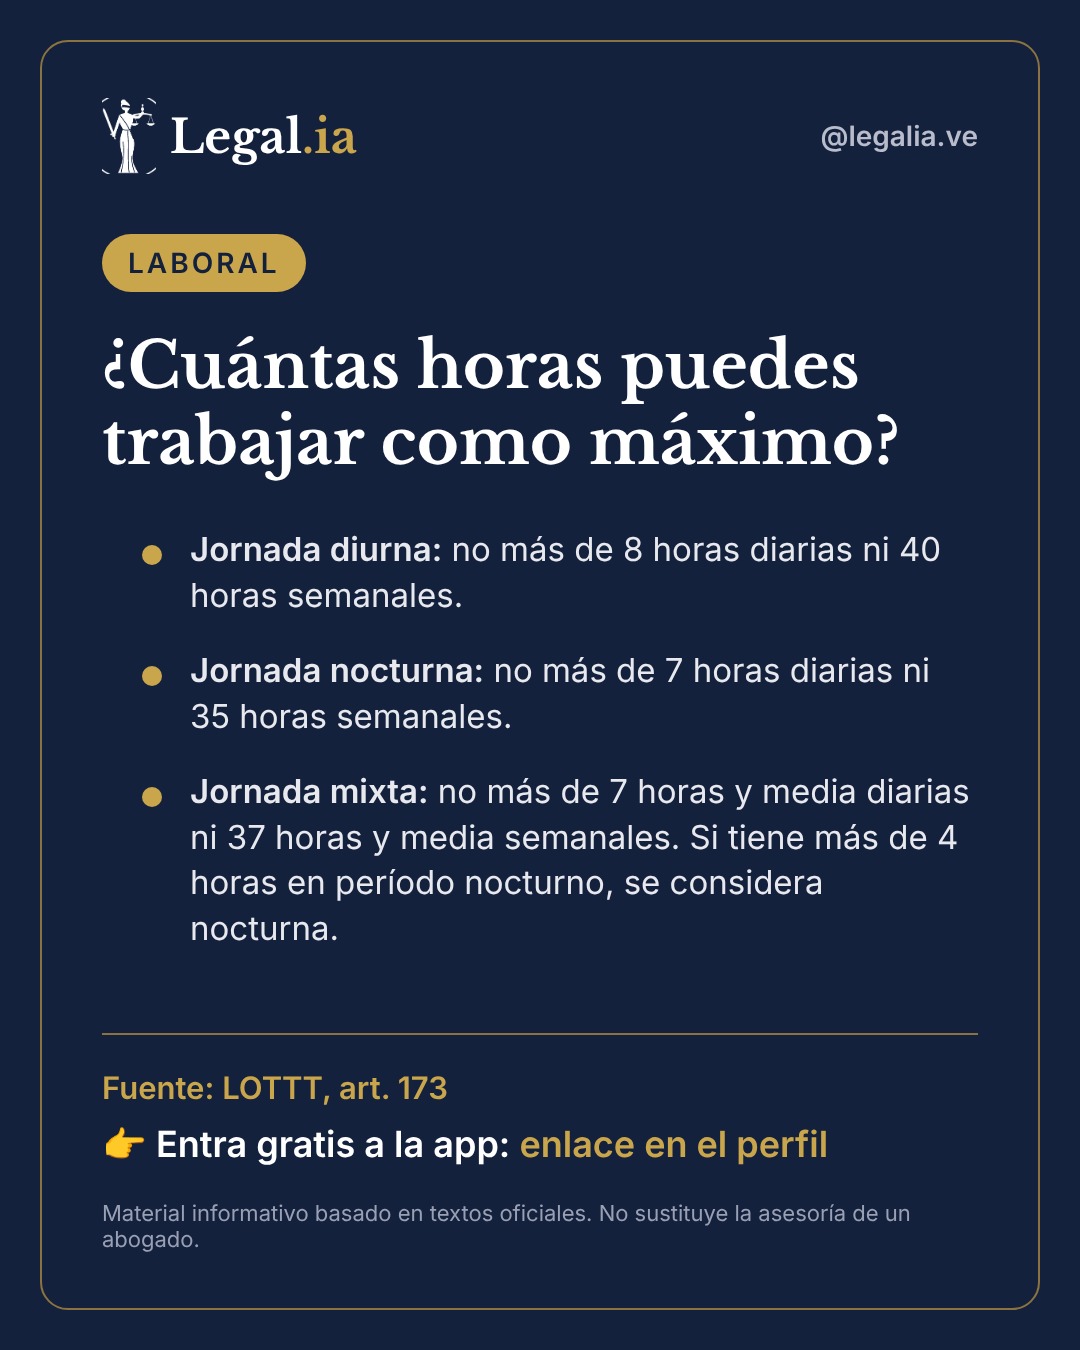 Legal.ia
@legalia.ve
LABORAL
¿Cuántas horas puedes
trabajar como máximo?
Jornada diurna: no más de 8 horas diarias ni 40
horas semanales.
Jornada nocturna: no más de 7 horas diarias ni
35 horas semanales.
Jornada mixta: no más de 7 horas y media diarias
ni 37 horas y media semanales. Si tiene más de 4
horas en período nocturno, se considera
nocturna.
Fuente: LOTTT, art. 173
👉 Entra gratis a la app: enlace en el perfil
Material informativo basado en textos oficiales. No sustituye la asesoría de un
abogado.